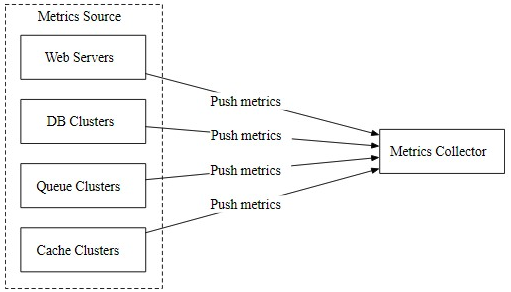 Metrics Source
Web Servers
DB Clusters
Queue Clusters
Cache Clusters
Push metrics
Push metrics
Push metrics
Push metrics
Metrics Collector